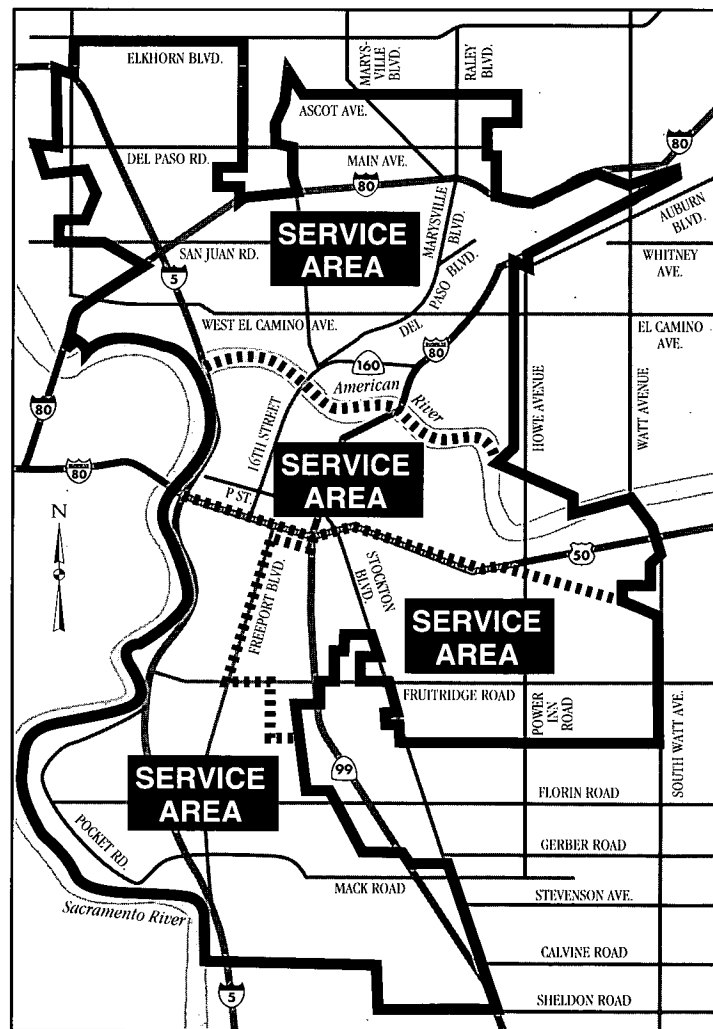 ELKHORN BLVD.
MARYS-
VILLE
BLVD.
RALEY
BLVD.
ASCOT AVE.
80
DEL PASO RD.
MAIN AVE.
80
AUBURN
BLVD.
SERVICE
AREA
MARYSVILLE
BLVD.
SAN JUAN RD.
WHITNEY
AVE.
5
DEL PASO BLVD.
WEST EL CAMINO AVE.
EL CAMINO
AVE.
80
160
American
River
80
16TH STREET
HOWE AVENUE
WATT AVENUE
80
SERVICE
AREA
P ST.
N
50
FREEPORT BLVD.
STOCKTON
BLVD.
SERVICE
AREA
FRUITRIDGE ROAD
POWER
INN
ROAD
SOUTH WATT AVE.
99
SERVICE
AREA
FLORIN ROAD
POCKET RD.
GERBER ROAD
MACK ROAD
STEVENSON AVE.
Sacramento River
CALVINE ROAD
5
SHELDON ROAD